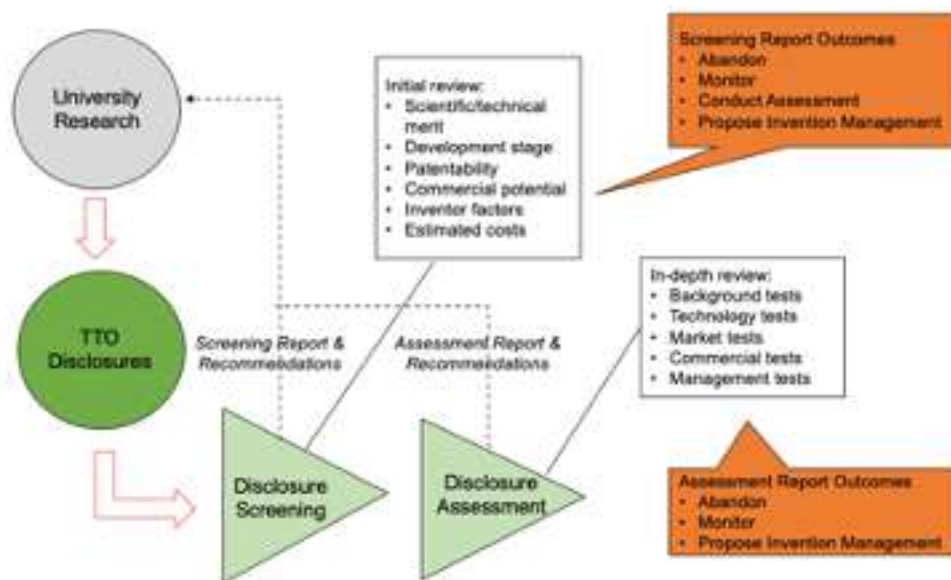 University
Research
TTO
Disclosures
Screening Report &
Recommendations
Assessment Report &
Recommendations
Disclosure
Screening
Disclosure
Assessment
Initial review:
• Scientific/technical
merit
• Development stage
• Patentability
• Commercial potential
• Inventor factors
• Estimated costs
Screening Report Outcomes
• Abandon
• Monitor
• Conduct Assessment
• Propose Invention Management
In-depth review:
• Background tests
• Technology tests
• Market tests
• Commercial tests
• Management tests
Assessment Report Outcomes
• Abandon
• Monitor
• Propose Invention Management